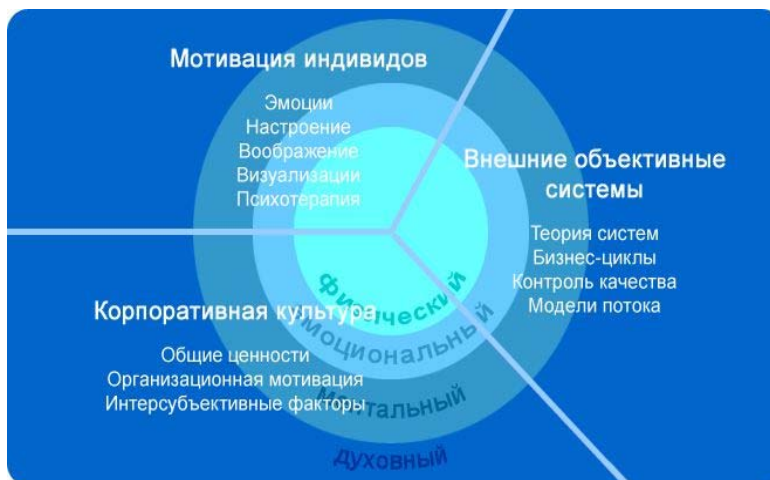 Мотивация индивидов
Эмоции
Настроение
Воображение
Визуализации
Психотерапия
Внешние объективные
системы
Теория систем
Бизнес-циклы
Контроль качества
Модели потока
Корпоративная культура
Общие ценности
Организационная мотивация
Интерсубъективные факторы
физический
эмоциональный
ментальный
духовный